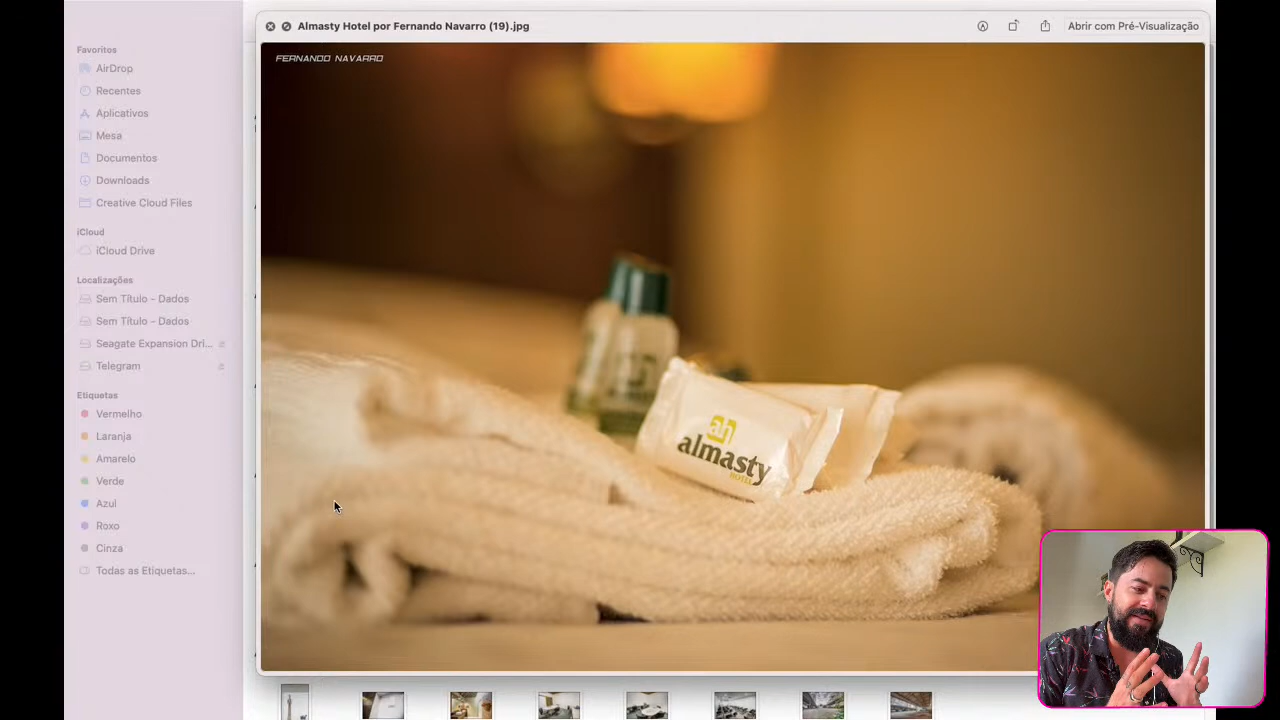 Almasty Hotel por Fernando Navarro (19).jpg
Abrir com Pré-Visualização
Favoritos
AirDrop
Recentes
Aplicativos
Mesa
Documentos
Downloads
Creative Cloud Files
iCloud
iCloud Drive
Localizações
Sem Título - Dados
Sem Título - Dados
Seagate Expansion Dri...
Telegram
Etiquetas
Vermelho
Laranja
Amarelo
Verde
Azul
Roxo
Cinza
Todas as Etiquetas...
FERNANDO NAVARRO
ah
almasty
HOTEL